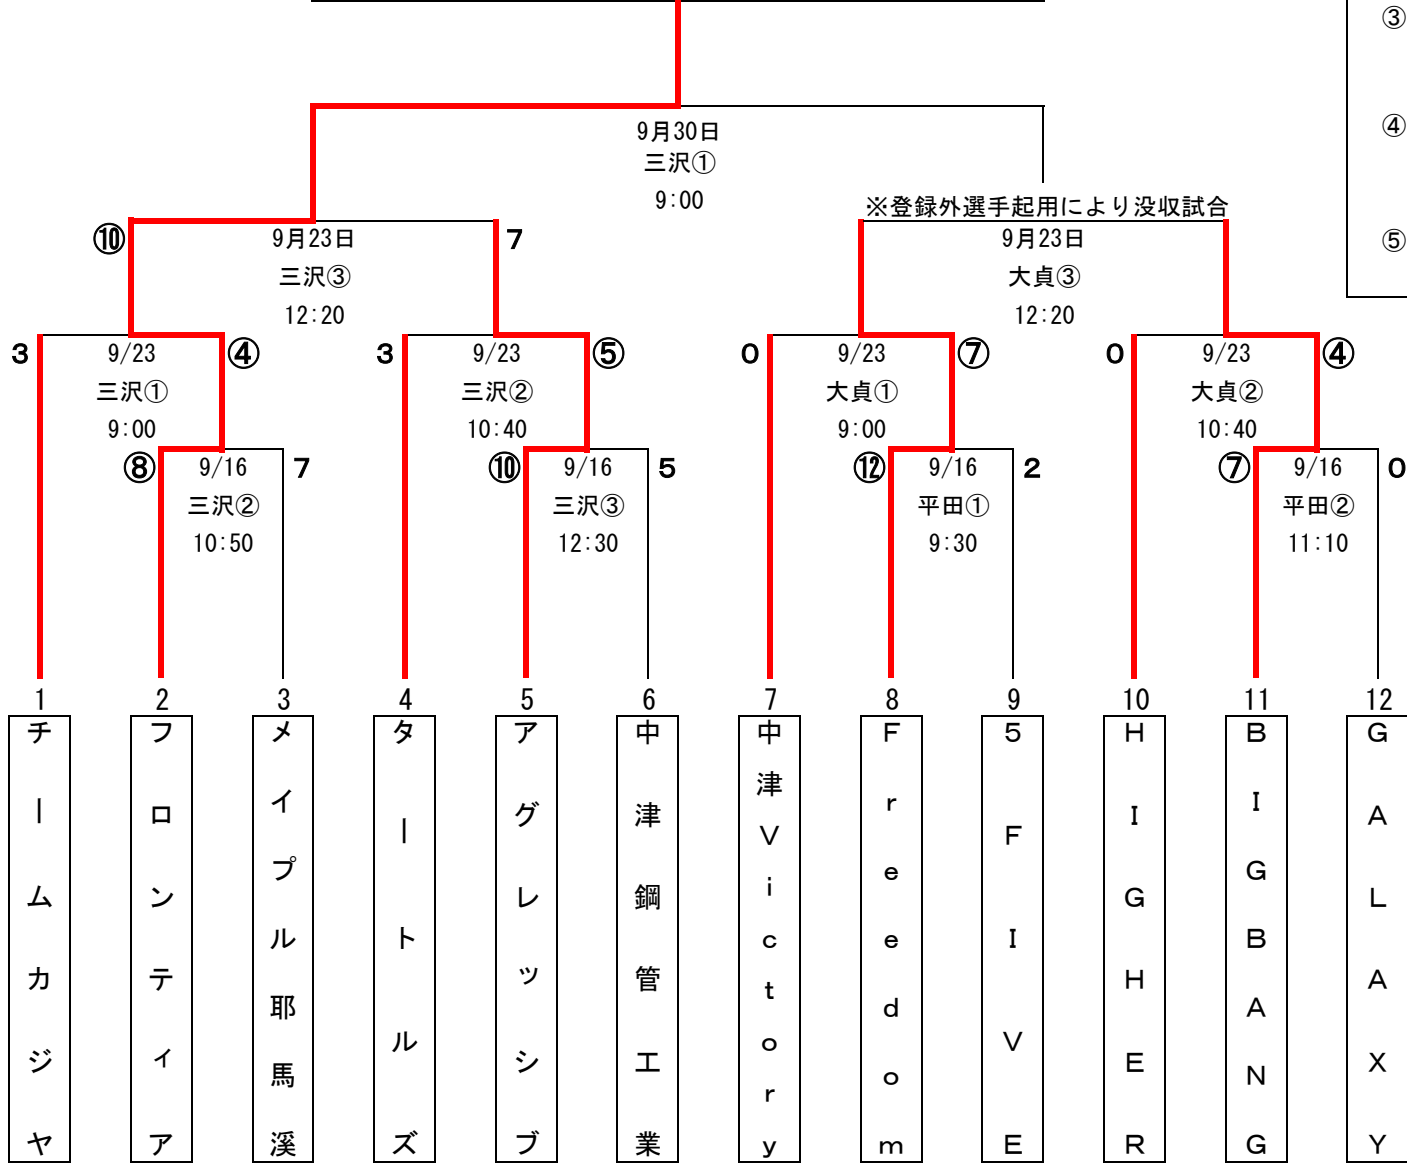 ③
④
⑤
9月30日
三沢①
9:00
※登録外選手起用により没収試合
⑩
9月23日
三沢③
12:20
7
9月23日
大貞③
12:20
3
9/23
三沢①
9:00
④
3
9/23
三沢②
10:40
⑤
0
9/23
大貞①
9:00
⑦
0
9/23
大貞②
10:40
④
⑧
9/16
三沢②
10:50
7
⑩
9/16
三沢③
12:30
5
⑫
9/16
平田①
9:30
2
⑦
9/16
平田②
11:10
0
1
チームカジヤ
2
フロンティア
3
メイプル耶馬溪
4
タートルズ
5
アグレッシブ
6
中津鋼管工業
7
中津Victory
8
Freedom
9
5FIVE
10
HIGHER
11
BIGBANG
12
GALAXY